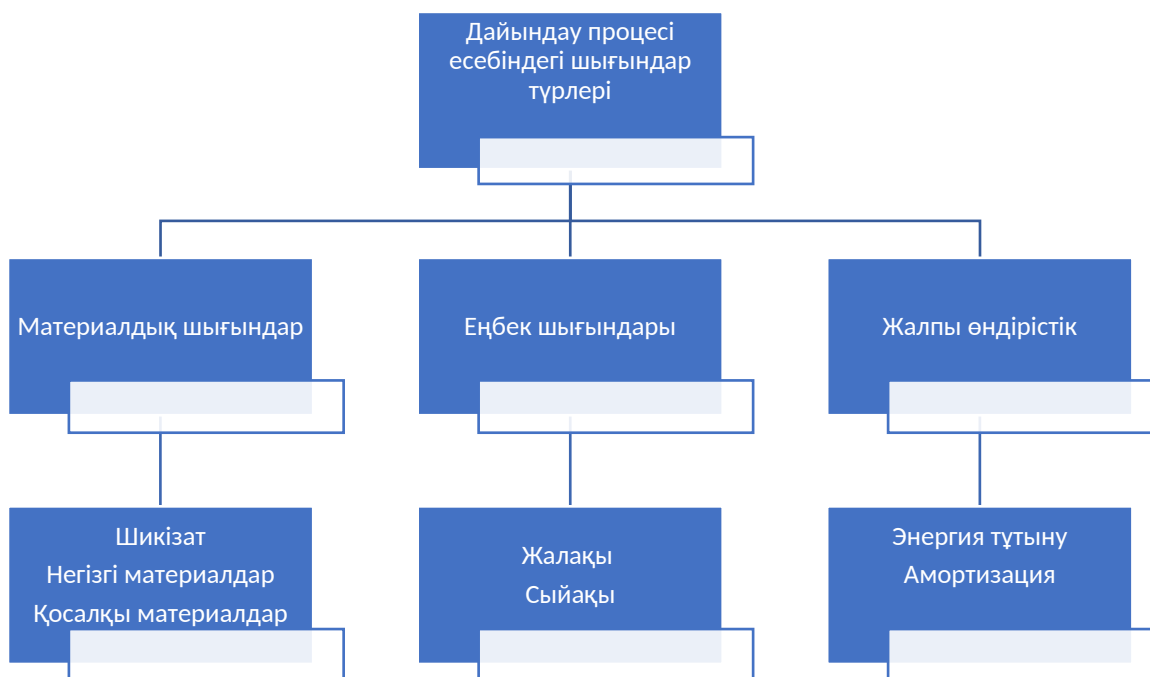 Дайындау процесі
есебіндегі шығындар
түрлері
Материалдық шығындар
Еңбек шығындары
Жалпы өндірістік
Шикізат
Негізгі материалдар
Қосалқы материалдар
Жалақы
Сыйақы
Энергия тұтыну
Амортизация